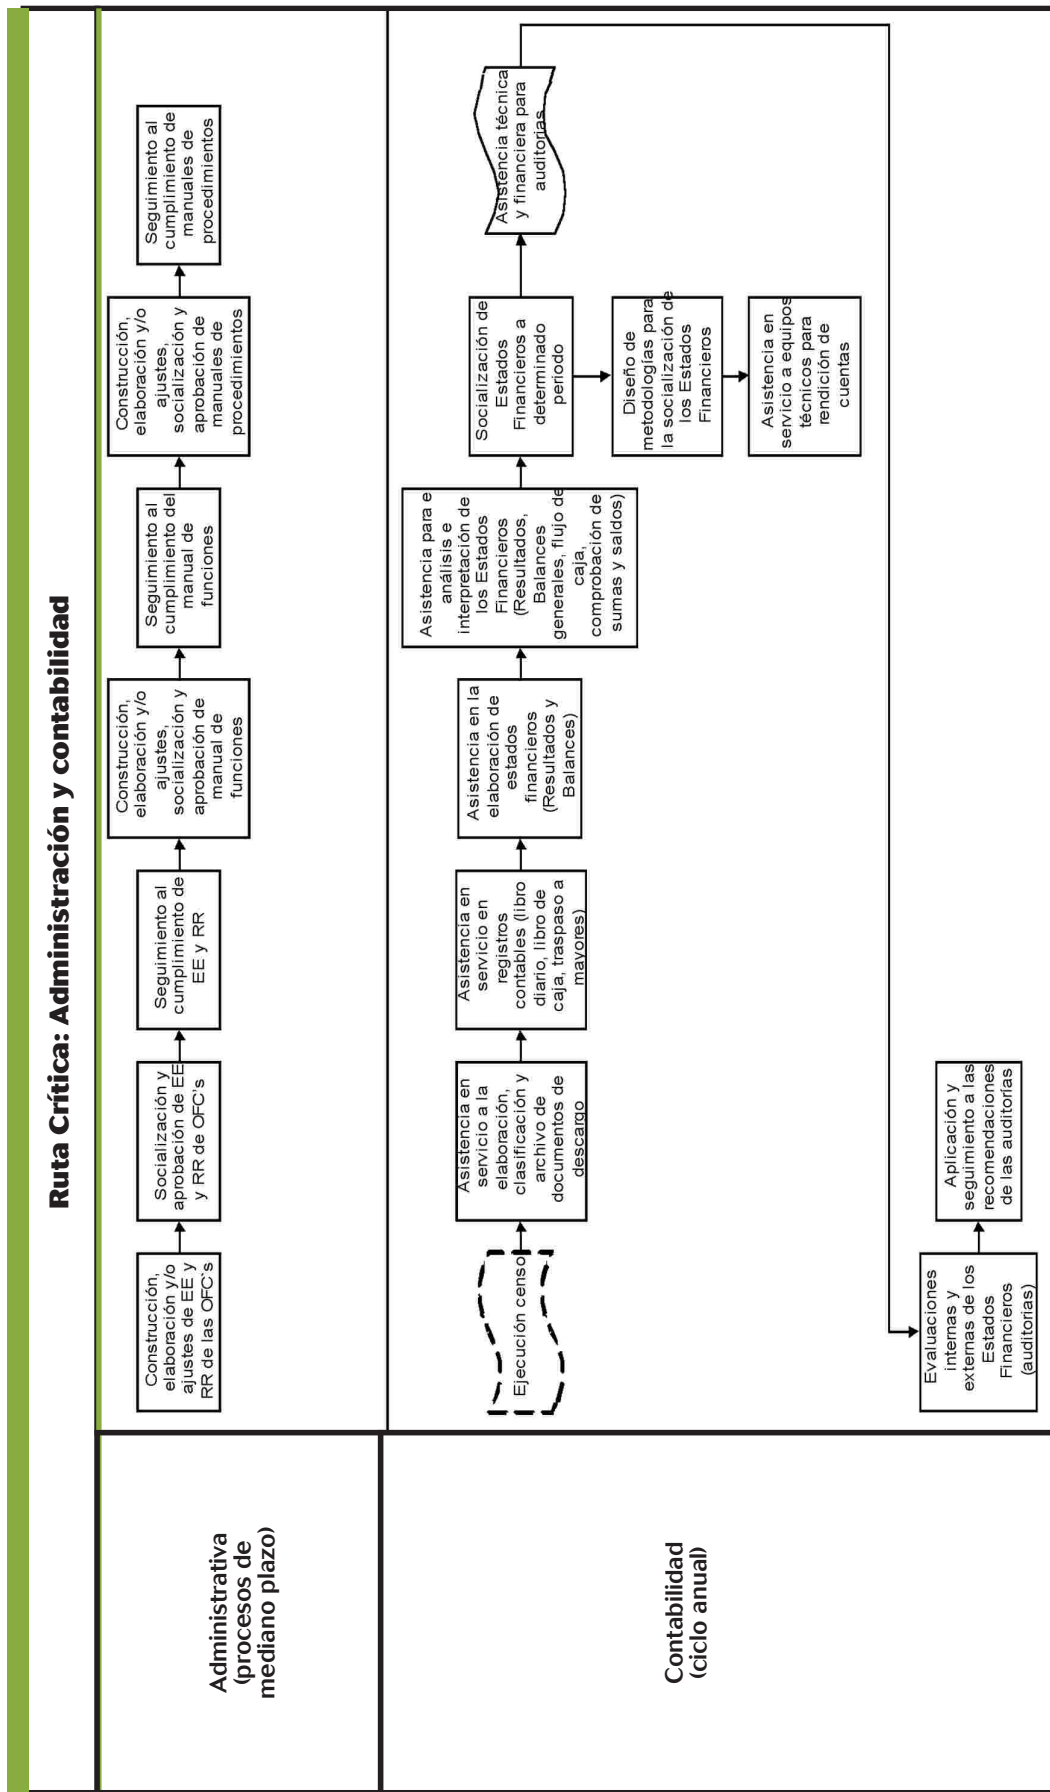 Ruta Crítica: Administración y contabilidad
Administrativa
(procesos de
mediano plazo)
Construcción,
elaboración y/o
ajustes de EE y
RR de las OFC`s
Socialización y
aprobación de EE
y RR de OFC's
Seguimiento al
cumplimiento de
EE y RR
Construcción,
elaboración y/o
ajustes,
socialización y
aprobación de
manual de
funciones
Seguimiento al
cumplimiento del
manual de
funciones
Construcción,
elaboración y/o
ajustes,
socialización y
aprobación de
manuales de
procedimientos
Seguimiento al
cumplimiento de
manuales de
procedimientos
Contabilidad
(ciclo anual)
Ejecución censo
Asistencia en
servicio a la
elaboración,
clasificación y
archivo de
documentos de
descargo
Asistencia en
servicio en
registros
contables (libro
diario, libro de
caja, traspaso a
mayores)
Asistencia en la
elaboración de
estados
financieros
(Resultados y
Balances)
Asistencia para e
análisis e
interpretación de
los Estados
Financieros
(Resultados,
Balances
generales, flujo de
caja,
comprobación de
sumas y saldos)
Socialización de
Estados
Financieros a
determinado
periodo
Asistencia técnica
y financiera para
auditorias
Diseño de
metodologías para
la socialización de
los Estados
Financieros
Asistencia en
servicio a equipos
técnicos para
rendición de
cuentas
Evaluaciones
internas y
externas de los
Estados
Financieros
(auditorias)
Aplicación y
seguimiento a las
recomendaciones
de las auditorías